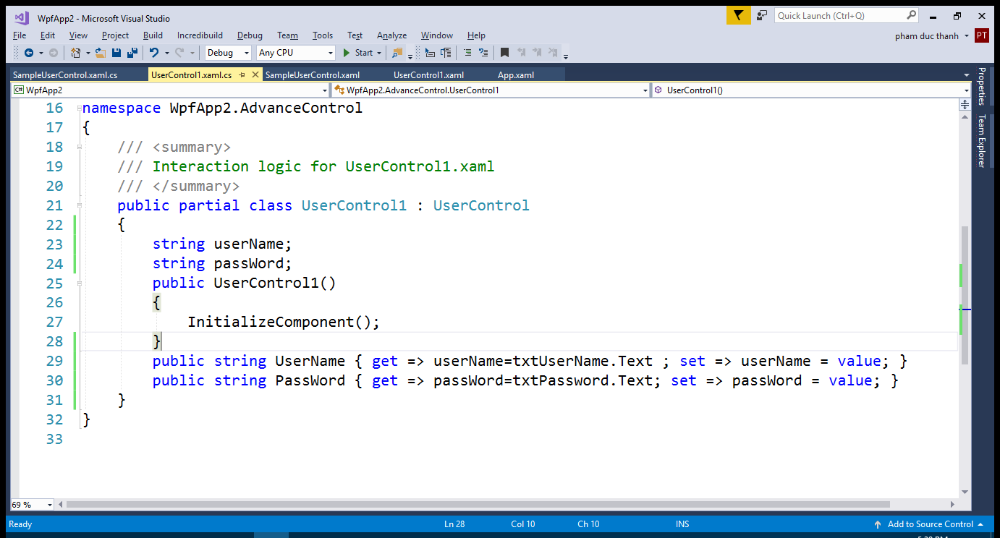 WpfApp2 - Microsoft Visual Studio
Quick Launch (Ctrl+Q)
File Edit View Project Build Incredibuild Debug Team Tools Test Analyze Window Help
pham duc thanh PT
Debug Any CPU Start
SampleUserControl.xaml.cs UserControl1.xaml.cs SampleUserControl.xaml UserControl1.xaml App.xaml
C# WpfApp2 WpfApp2.AdvanceControl.UserControl1 UserControl1()
Properties
Team Explorer
16 namespace WpfApp2.AdvanceControl
17 {
18 /// <summary>
19 /// Interaction logic for UserControl1.xaml
20 /// </summary>
21 public partial class UserControl1 : UserControl
22 {
23 string userName;
24 string passWord;
25 public UserControl1()
26 {
27 InitializeComponent();
28 }
29 public string UserName { get => userName=txtUserName.Text ; set => userName = value; }
30 public string PassWord { get => passWord=txtPassword.Text; set => passWord = value; }
31 }
32 }
33
69 %
Ready Ln 28 Col 10 Ch 10 INS Add to Source Control